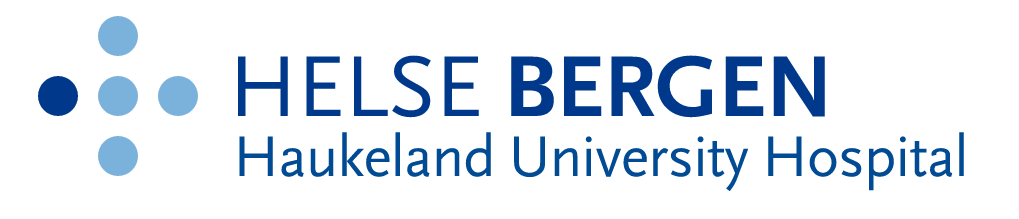 HELSE BERGEN
Haukeland University Hospital